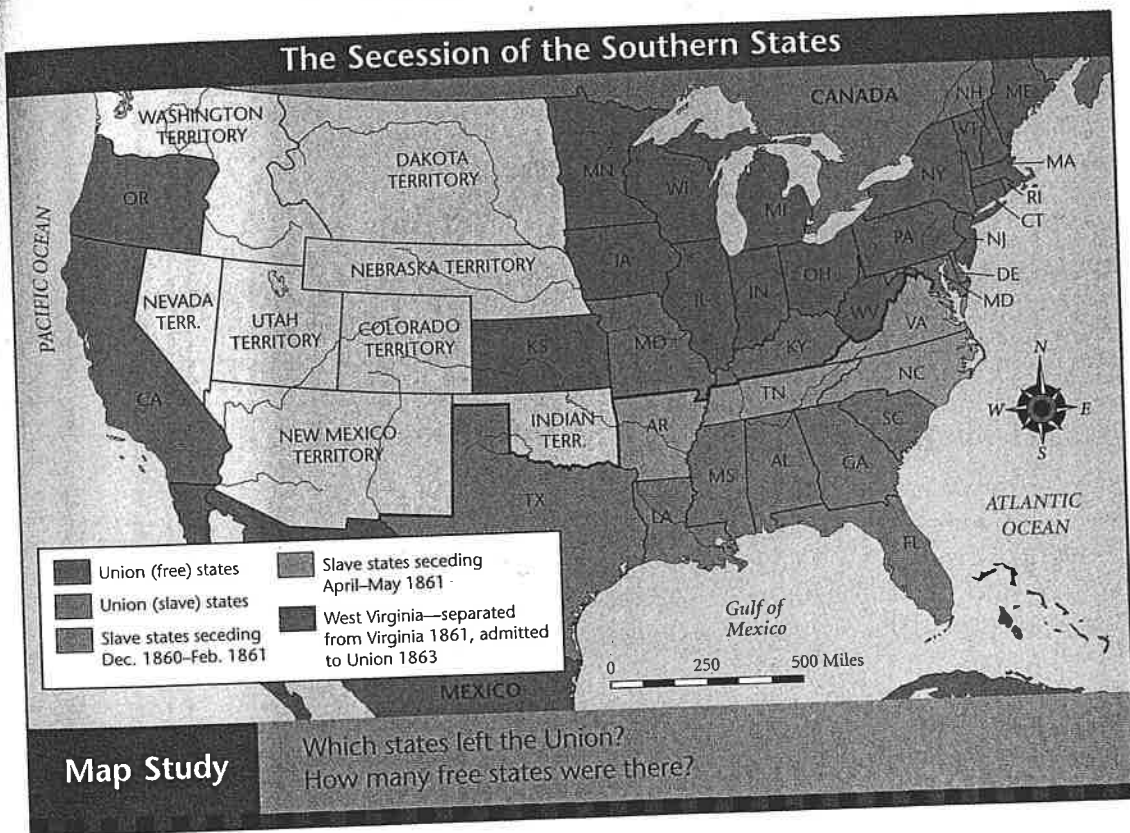 The Secession of the Southern States
CANADA
NH
ME
WASHINGTON
TERRITORY
VT
DAKOTA
TERRITORY
MN
MA
OR
WI
NY
MI
RI
CT
PACIFIC OCEAN
NEBRASKA TERRITORY
IA
PA
NJ
NEVADA
TERR.
UTAH
TERRITORY
COLORADO
TERRITORY
IL
IN
OH
DE
MD
WV
VA
KS
MO
KY
N
CA
TN
NC
W
E
S
NEW MEXICO
TERRITORY
INDIAN
TERR.
AR
SC
MS
AL
GA
TX
LA
FL
ATLANTIC
OCEAN
Gulf of
Mexico
Union (free) states
Union (slave) states
Slave states seceding
Dec. 1860–Feb. 1861
Slave states seceding
April–May 1861
West Virginia—separated
from Virginia 1861, admitted
to Union 1863
0
250
500 Miles
MEXICO
Map Study
Which states left the Union?
How many free states were there?